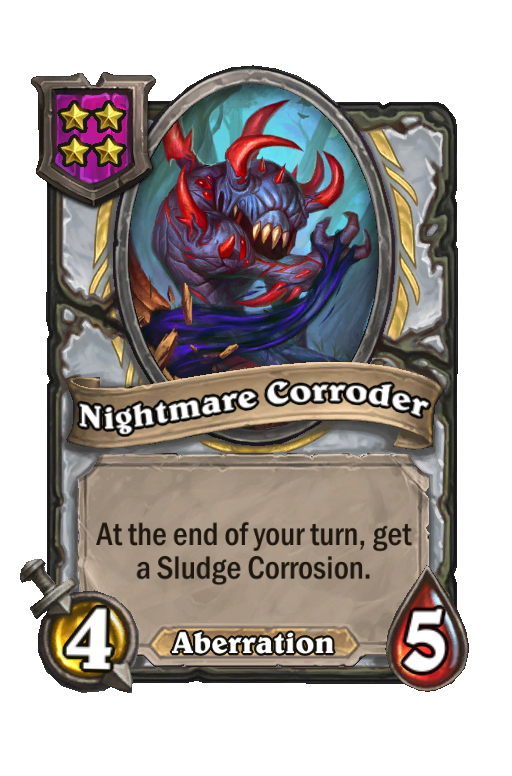 Nightmare Corroder
At the end of your turn, get
a Sludge Corrosion.
4
Aberration
5